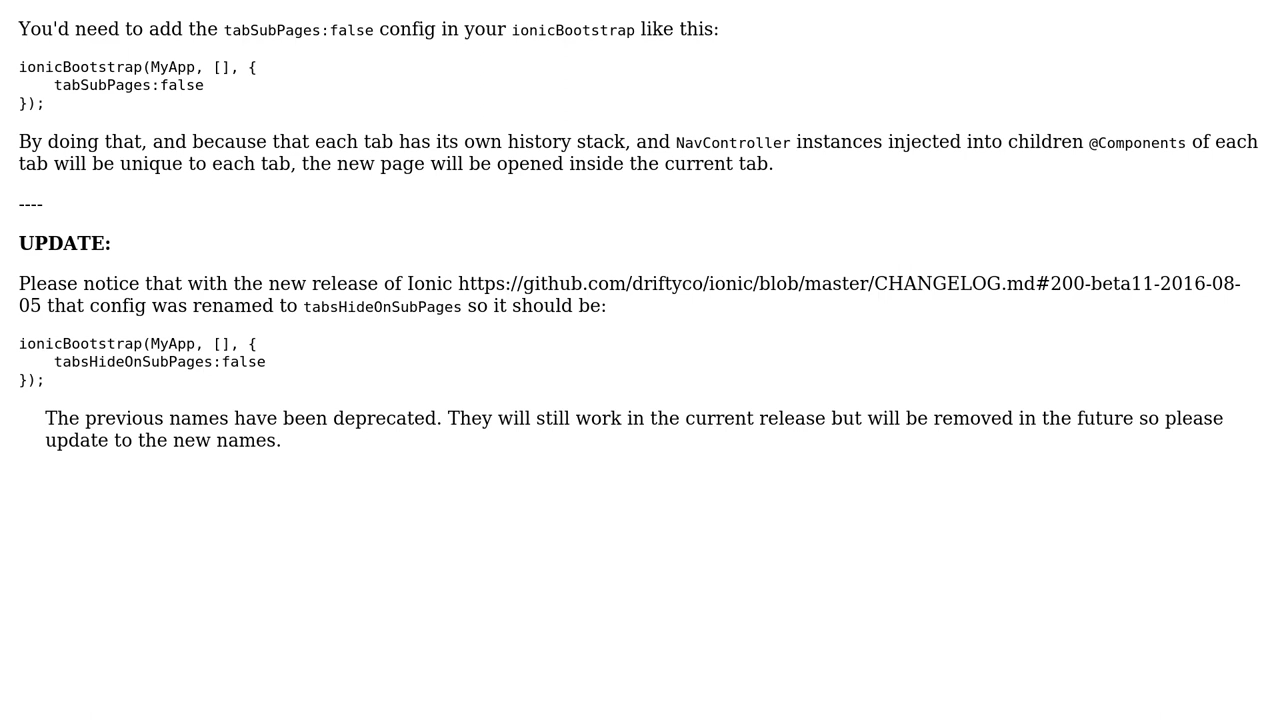 You'd need to add the tabSubPages:false config in your ionicBootstrap like this:
ionicBootstrap(MyApp, [], {
    tabSubPages:false
});
By doing that, and because that each tab has its own history stack, and NavController instances injected into children @Components of each
tab will be unique to each tab, the new page will be opened inside the current tab.
----
UPDATE:
Please notice that with the new release of Ionic https://github.com/driftyco/ionic/blob/master/CHANGELOG.md#200-beta11-2016-08-
05 that config was renamed to tabsHideOnSubPages so it should be:
ionicBootstrap(MyApp, [], {
    tabsHideOnSubPages:false
});
The previous names have been deprecated. They will still work in the current release but will be removed in the future so please
update to the new names.